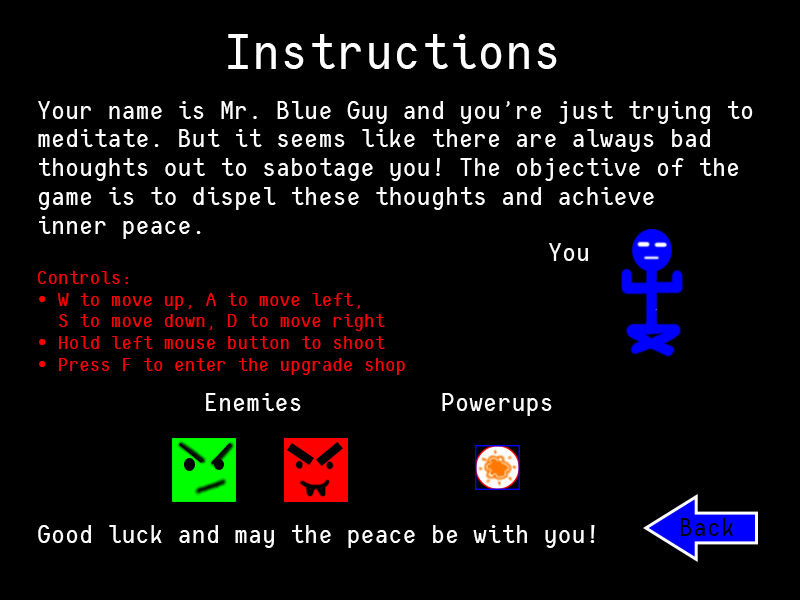 Instructions
Your name is Mr. Blue Guy and you're just trying to
meditate. But it seems like there are always bad
thoughts out to sabotage you! The objective of the
game is to dispel these thoughts and achieve
inner peace.
You
Controls:
• W to move up, A to move left,
S to move down, D to move right
• Hold left mouse button to shoot
• Press F to enter the upgrade shop
Enemies
Powerups
Good luck and may the peace be with you!
Back